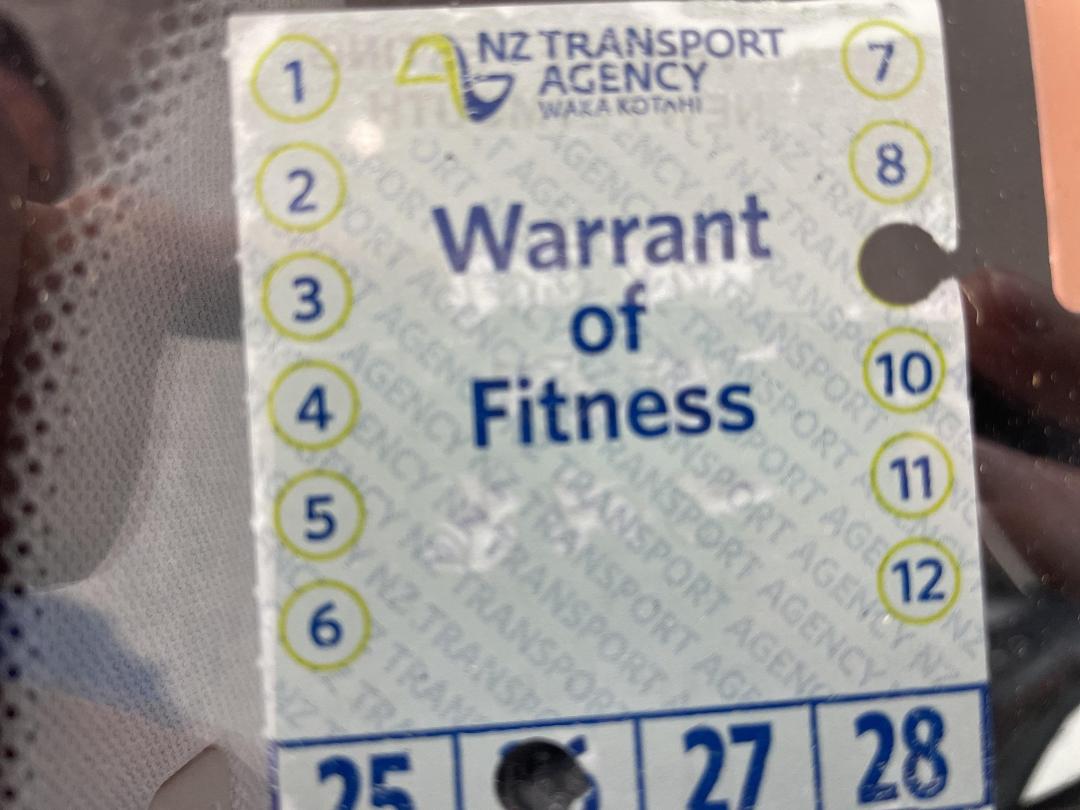 NZ TRANSPORT
AGENCY
WAKA KOTAHI
1
2
3
4
5
6
7
8
10
11
12
Warrant
of
Fitness
25 27 28